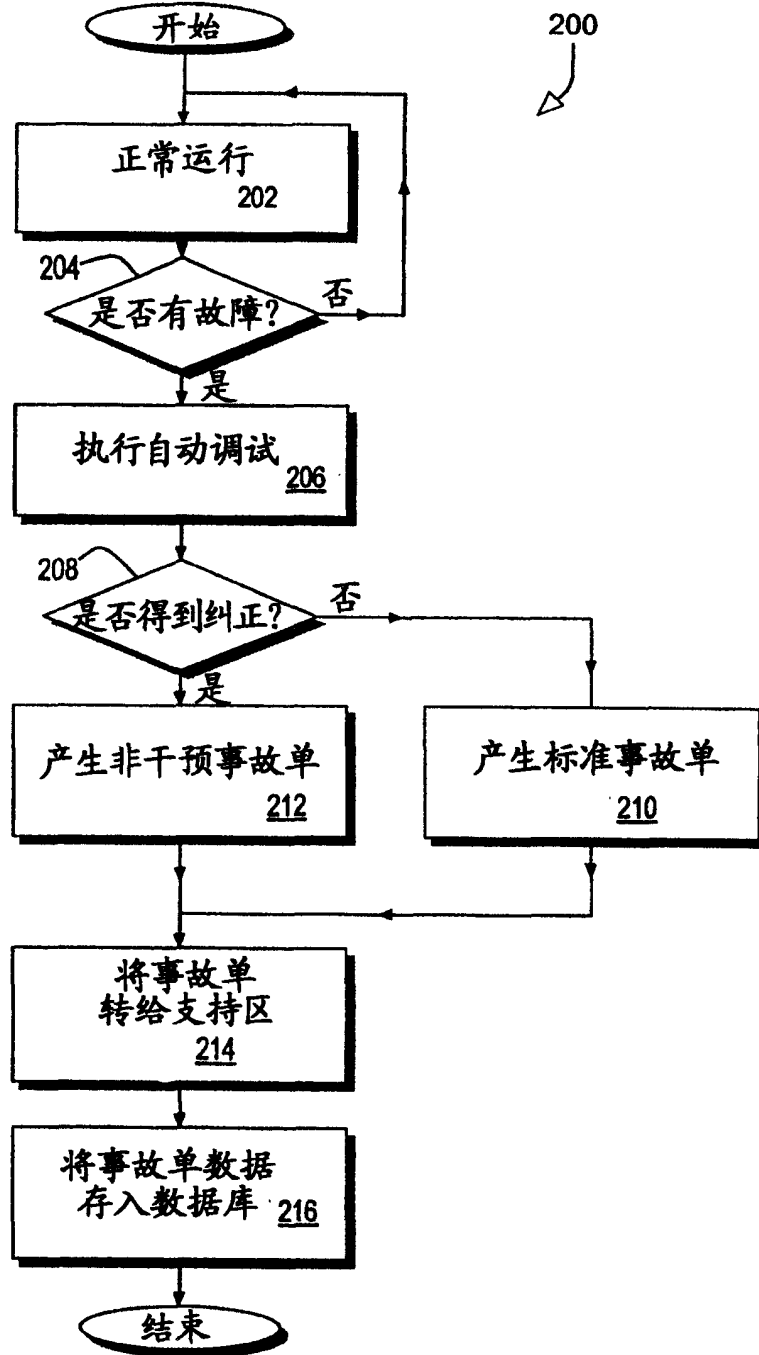 开始
200
正常运行
202
204
是否有故障?
否
是
执行自动调试
206
208
是否得到纠正?
否
是
产生非干预事故单
212
产生标准事故单
210
将事故单
转给支持区
214
将事故单数据
存入数据库 216
结束